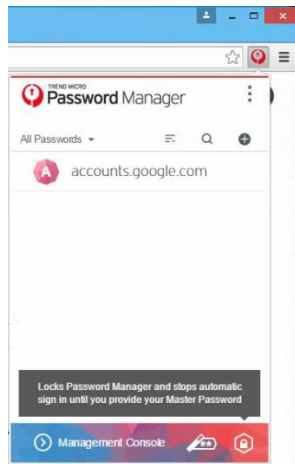 TREND MICRO
Password Manager
All Passwords
A accounts.google.com
Locks Password Manager and stops automatic
sign in until you provide your Master Password
Management Console